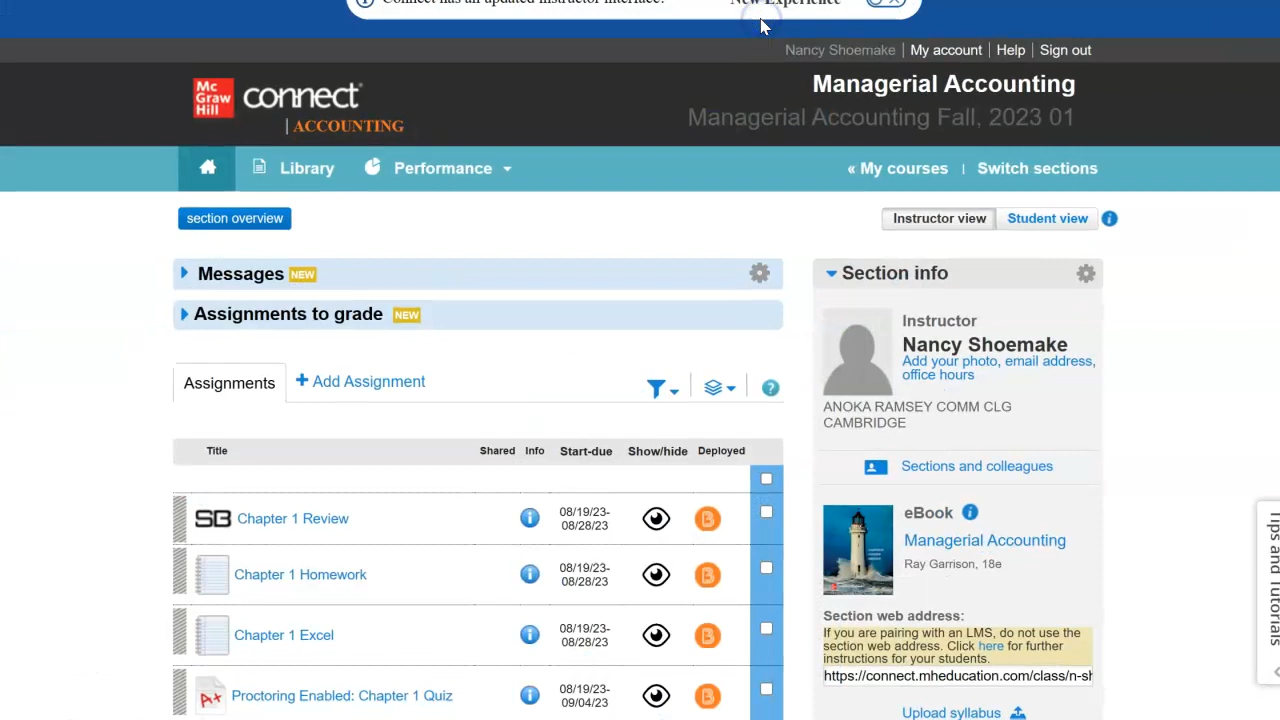 Connect has an updated instructor interface!
New Experience
Nancy Shoemake
My account
Help
Sign out
Mc
Graw
Hill
connect
| ACCOUNTING
Managerial Accounting
Managerial Accounting Fall, 2023 01
Library
Performance
« My courses
Switch sections
section overview
Instructor view
Student view
Messages NEW
Assignments to grade NEW
Section info
Instructor
Nancy Shoemake
Add your photo, email address,
office hours
ANOKA RAMSEY COMM CLG
CAMBRIDGE
Sections and colleagues
eBook
Managerial Accounting
Ray Garrison, 18e
Section web address:
If you are pairing with an LMS, do not use the
section web address. Click here for further
instructions for your students.
https://connect.mheducation.com/class/n-sh
Upload syllabus
Assignments
+ Add Assignment
Title Shared Info Start-due Show/hide Deployed
SB Chapter 1 Review 08/19/23-
08/28/23
Chapter 1 Homework 08/19/23-
08/28/23
Chapter 1 Excel 08/19/23-
08/28/23
A+ Proctoring Enabled: Chapter 1 Quiz 08/19/23-
09/04/23
Tips and Tutorials